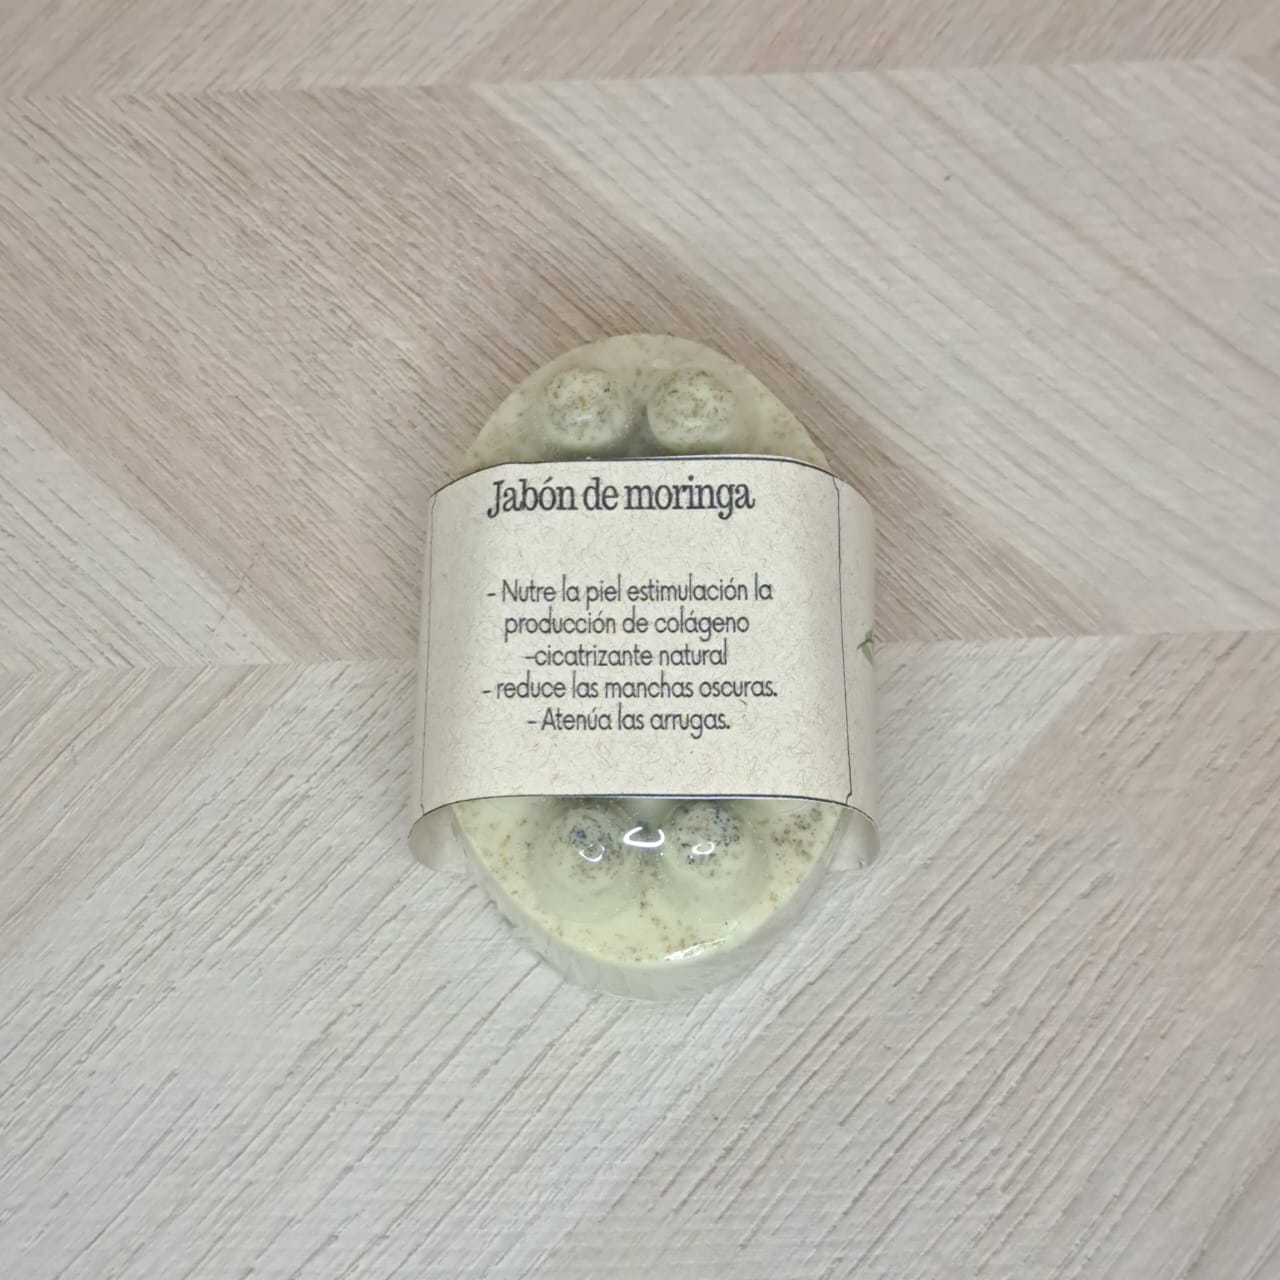 Jabón de moringa
- Nutre la piel estimulación la
producción de colágeno
-cicatrizante natural
- reduce las manchas oscuras.
- Atenúa las arrugas.